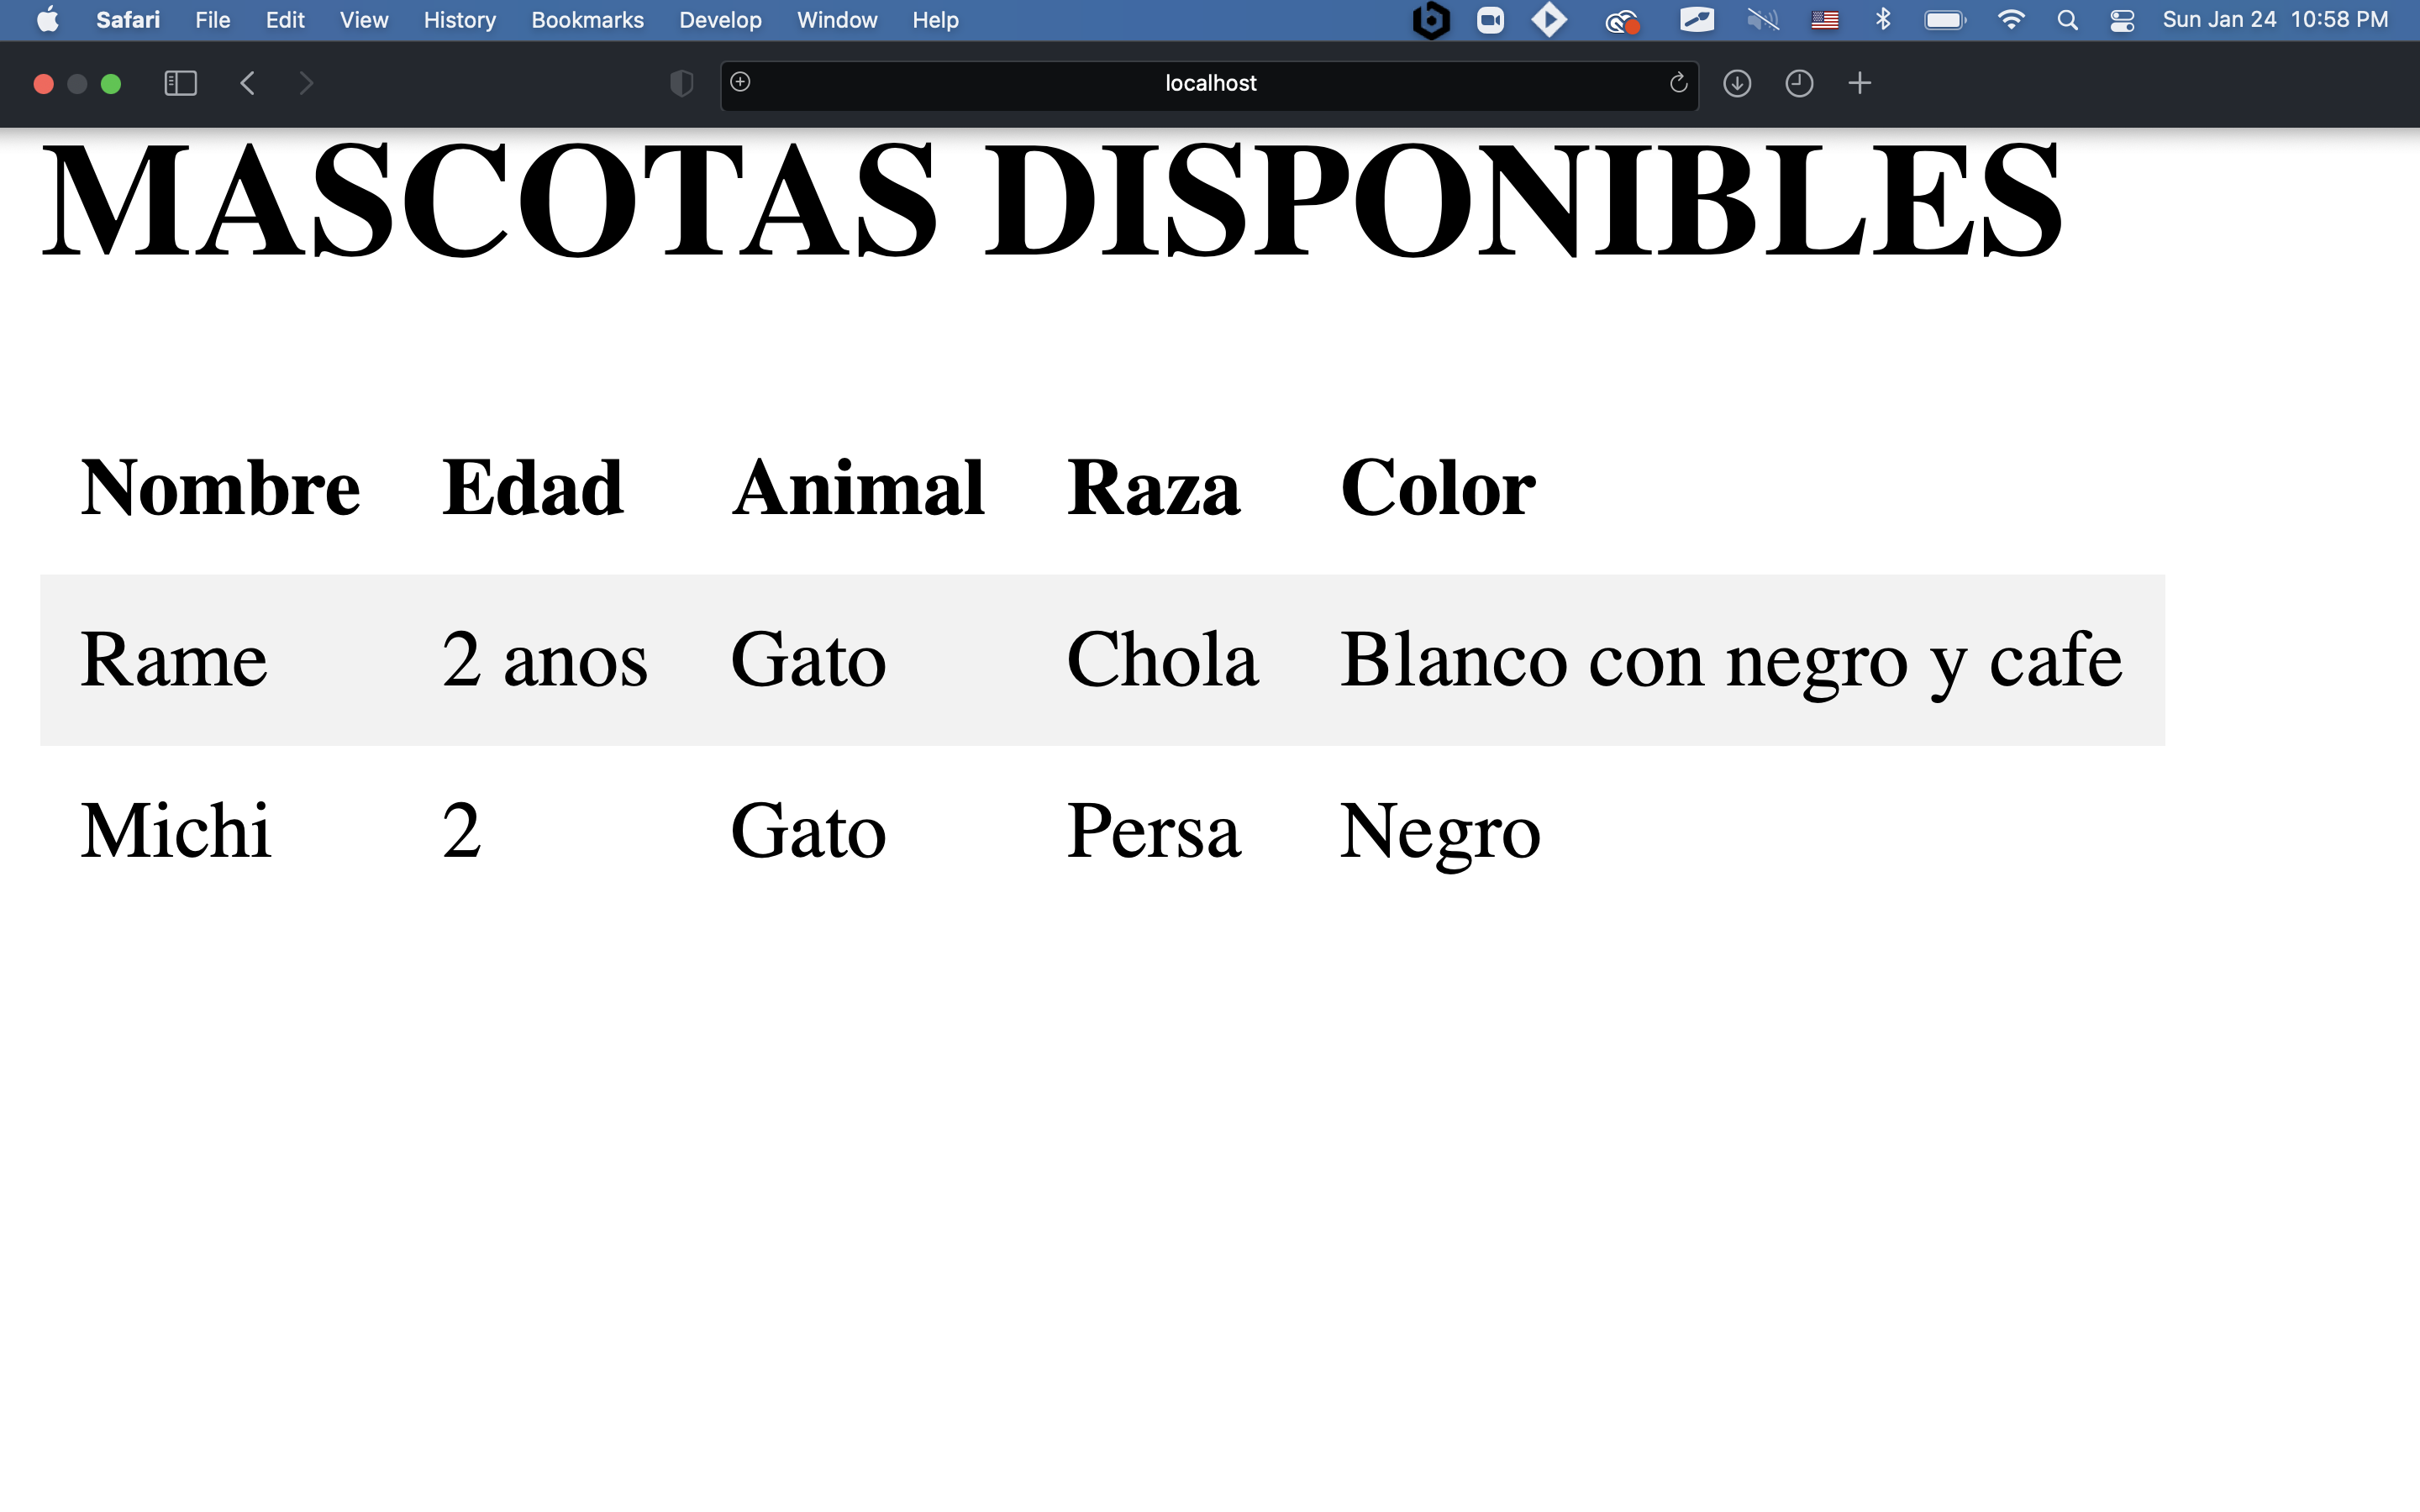 Safari File Edit View History Bookmarks Develop Window Help Sun Jan 24 10:58 PM
localhost
MASCOTAS DISPONIBLES
Nombre Edad Animal Raza Color
Rame 2 anos Gato Chola Blanco con negro y cafe
Michi 2 Gato Persa Negro